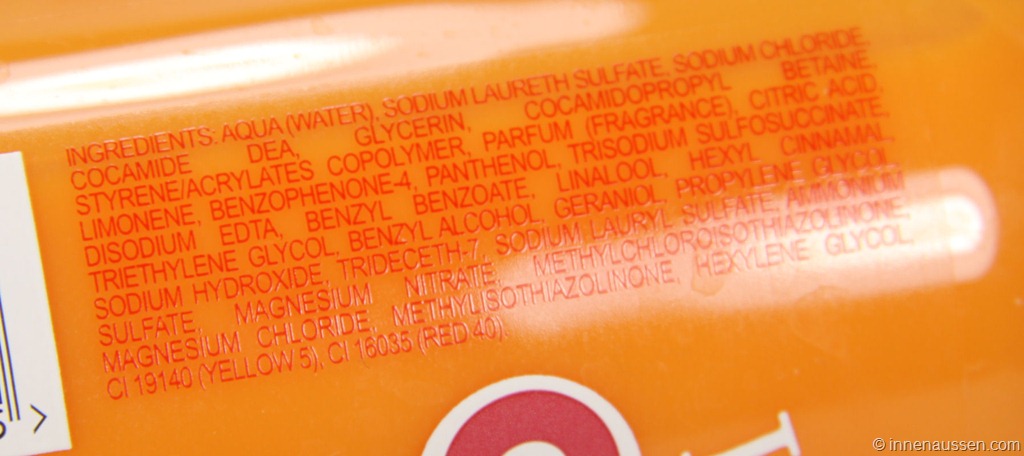 INGREDIENTS: AQUA (WATER), SODIUM LAURETH SULFATE, SODIUM CHLORIDE,
COCAMIDE DEA, GLYCERIN, COCAMIDOPROPYL BETAINE,
STYRENE/ACRYLATES COPOLYMER, PARFUM (FRAGRANCE), CITRIC ACID,
LIMONENE, BENZOPHENONE-4, PANTHENOL, TRISODIUM SULFOSUCCINATE,
DISODIUM EDTA, BENZYL BENZOATE, LINALOOL, HEXYL CINNAMAL,
TRIETHYLENE GLYCOL, BENZYL ALCOHOL, GERANIOL, PROPYLENE GLYCOL,
SODIUM HYDROXIDE, TRIDECETH-7, SODIUM LAURYL SULFATE, AMMONIUM
SULFATE, MAGNESIUM NITRATE, METHYLCHLOROISOTHIAZOLINONE,
MAGNESIUM CHLORIDE, METHYLISOTHIAZOLINONE, HEXYLENE GLYCOL,
CI 19140 (YELLOW 5), CI 16035 (RED 40).
© innenaussen.com